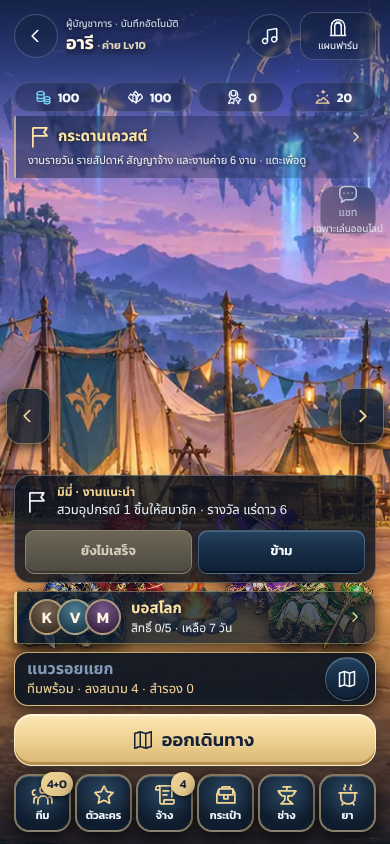 ผู้บัญชาการ · บันทึกอัตโนมัติ
อารี · ค่าย Lv10
แผนฟาร์ม
100
100
0
20
กระดานเควสต์
งานรายวัน รายสัปดาห์ สัญญาจ้าง และงานค่าย 6 งาน · แตะเพื่อดู
แชท
เฉพาะเล่นออนไลน์
มิมี่ · งานแนะนำ
สวมอุปกรณ์ 1 ชิ้นให้สมาชิก · รางวัล แร่ดาว 6
ยังไม่เสร็จ
ข้าม
K V M
บอสโลก
สิทธิ์ 0/5 · เหลือ 7 วัน
แนวรอยแยก
ทีมพร้อม · ลงสนาม 4 · สำรอง 0
ออกเดินทาง
4+0
4
ทีม
ตัวละคร
จ้าง
กระเป๋า
ช่าง
ยา